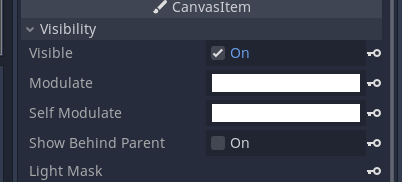 CanvasItem
Visibility
Visible On
Modulate
Self Modulate
Show Behind Parent On
Light Mask